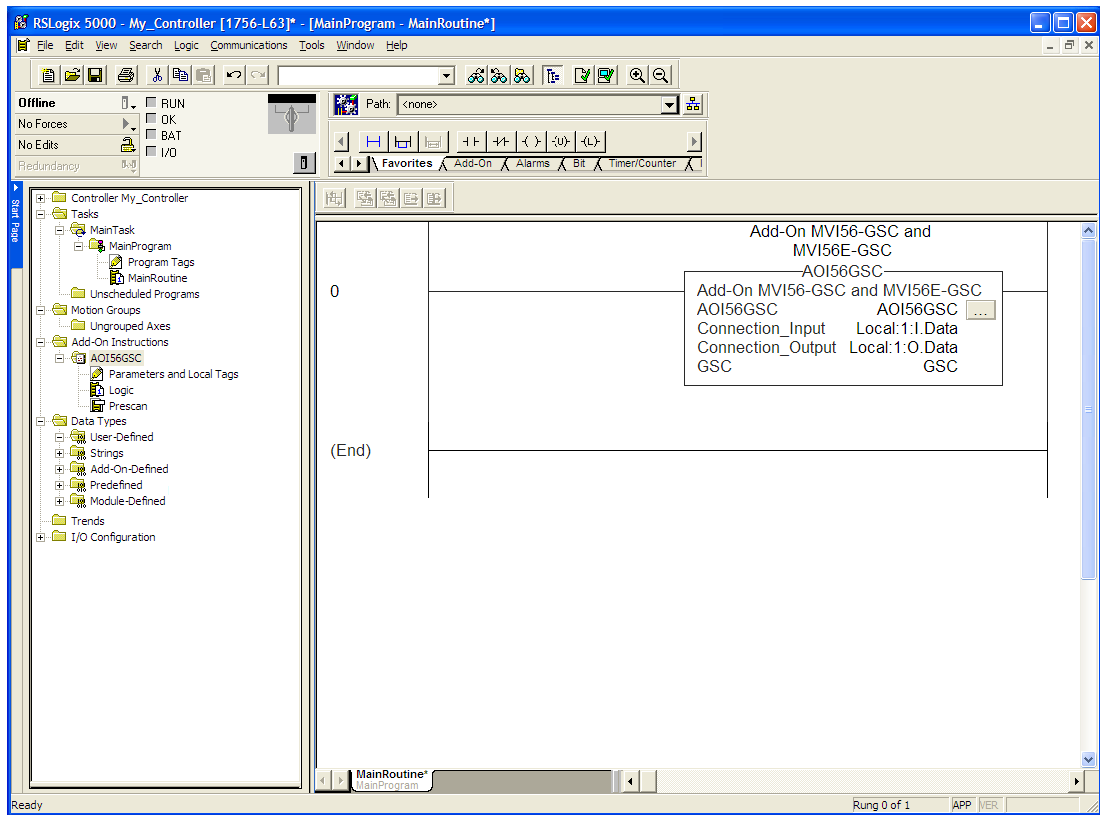 RSLogix 5000 - My_Controller [1756-L63]* - [MainProgram - MainRoutine*]
File Edit View Search Logic Communications Tools Window Help
Offline
RUN
No Forces
OK
No Edits
BAT
Redundancy
I/O
Path: <none>
Favorites Add-On Alarms Bit Timer/Counter
Start Page
Controller My_Controller
Tasks
MainTask
MainProgram
Program Tags
MainRoutine
Unscheduled Programs
Motion Groups
Ungrouped Axes
Add-On Instructions
AOI56GSC
Parameters and Local Tags
Logic
Prescan
Data Types
User-Defined
Strings
Add-On-Defined
Predefined
Module-Defined
Trends
I/O Configuration
Add-On MVI56-GSC and
MVI56E-GSC
AOI56GSC
0
Add-On MVI56-GSC and MVI56E-GSC
AOI56GSC AOI56GSC ...
Connection_Input Local:1:I.Data
Connection_Output Local:1:O.Data
GSC GSC
(End)
MainRoutine*
MainProgram
Ready
Rung 0 of 1 APP VER